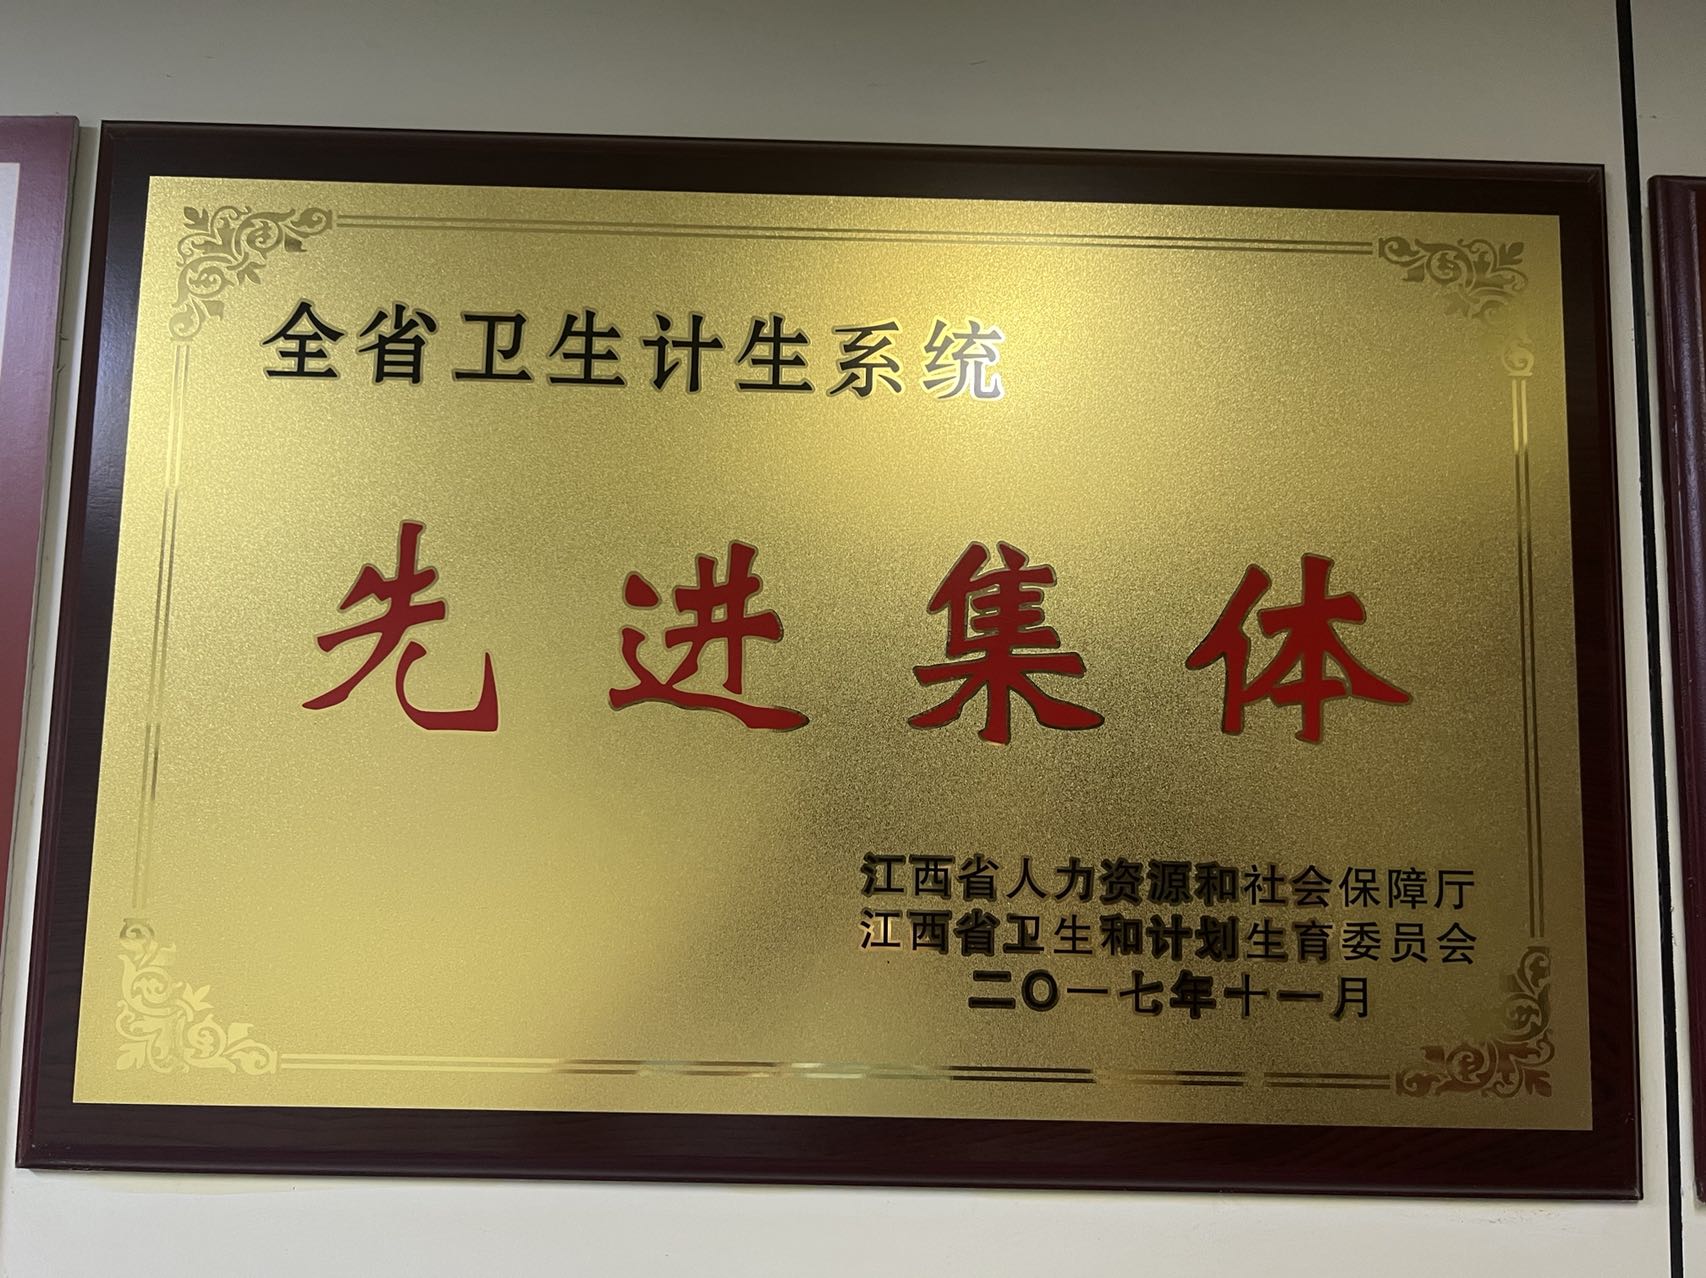 全省卫生计生系统
先进集体
江西省人力资源和社会保障厅
江西省卫生和计划生育委员会
二〇一七年十一月